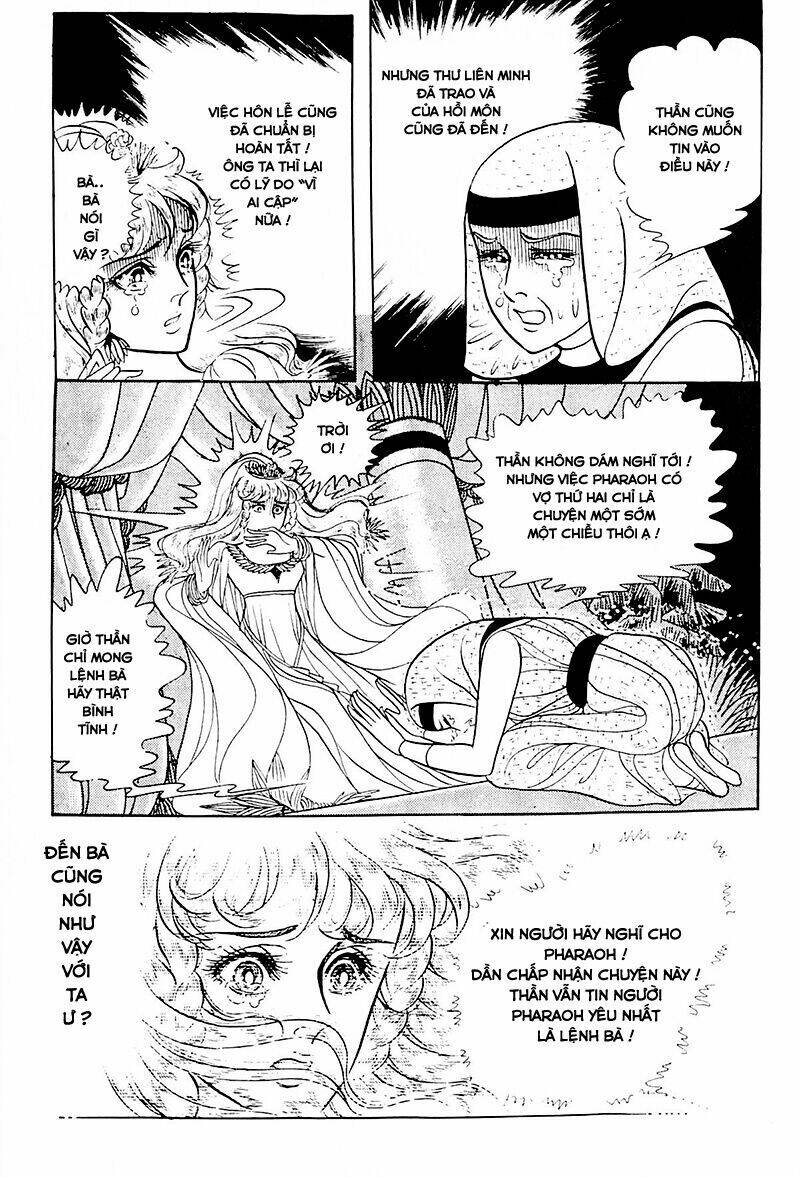 THẦN CŨNG
KHÔNG MUỐN
TIN VÀO
ĐIỀU NÀY !
NHƯNG THƯ LIÊN MINH
ĐÃ TRAO VÀ
CỦA HỒI MÔN
CŨNG ĐÃ ĐẾN !
VIỆC HÔN LỄ CŨNG
ĐÃ CHUẨN BỊ
HOÀN TẤT !
ÔNG TA THÌ LẠI
CÓ LÝ DO "VÌ
AI CẬP"
NỮA !
BÀ..
BÀ
NÓI
GÌ
VẬY ?
THẦN KHÔNG DÁM NGHĨ TỚI !
NHƯNG VIỆC PHARAOH CÓ
VỢ THỨ HAI CHỈ LÀ
CHUYỆN MỘT SỚM
MỘT CHIỀU THÔI Ạ !
TRỜI
ƠI !
GIỜ THẦN
CHỈ MONG
LỆNH BÀ
HÃY THẬT
BÌNH
TĨNH !
XIN NGƯỜI HÃY NGHĨ CHO
PHARAOH !
DẦN CHẤP NHẬN CHUYỆN NÀY !
THẦN VẪN TIN NGƯỜI
PHARAOH YÊU NHẤT
LÀ LỆNH BÀ !
ĐẾN BÀ
CŨNG
NÓI
NHƯ
VẬY
VỚI
TA
Ư ?